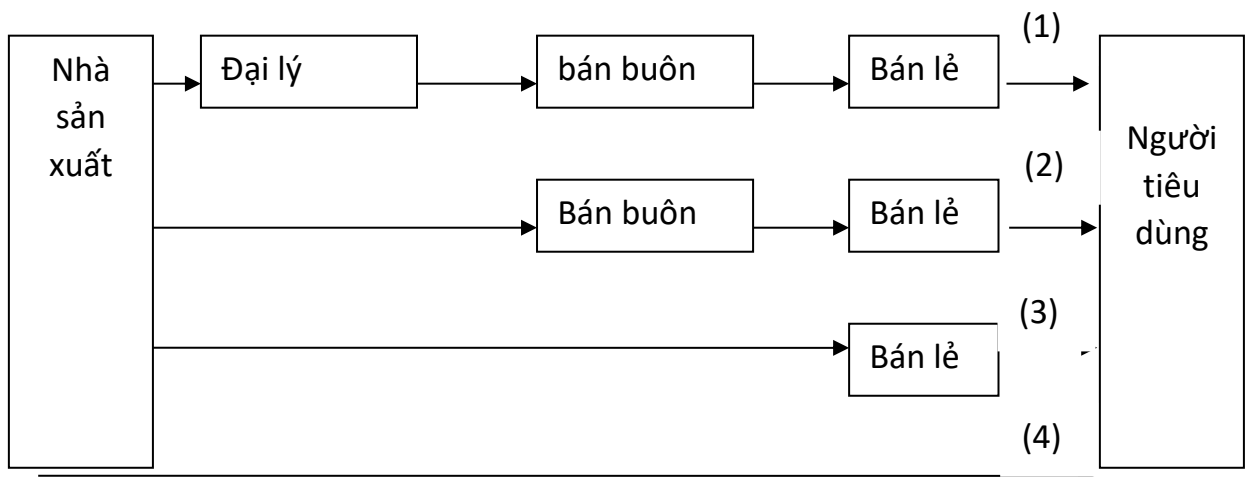 Nhà
sản
xuất
Đại lý
bán buôn
Bán lẻ
(1)
Bán buôn
Bán lẻ
(2)
Bán lẻ
(3)
(4)
Người
tiêu
dùng